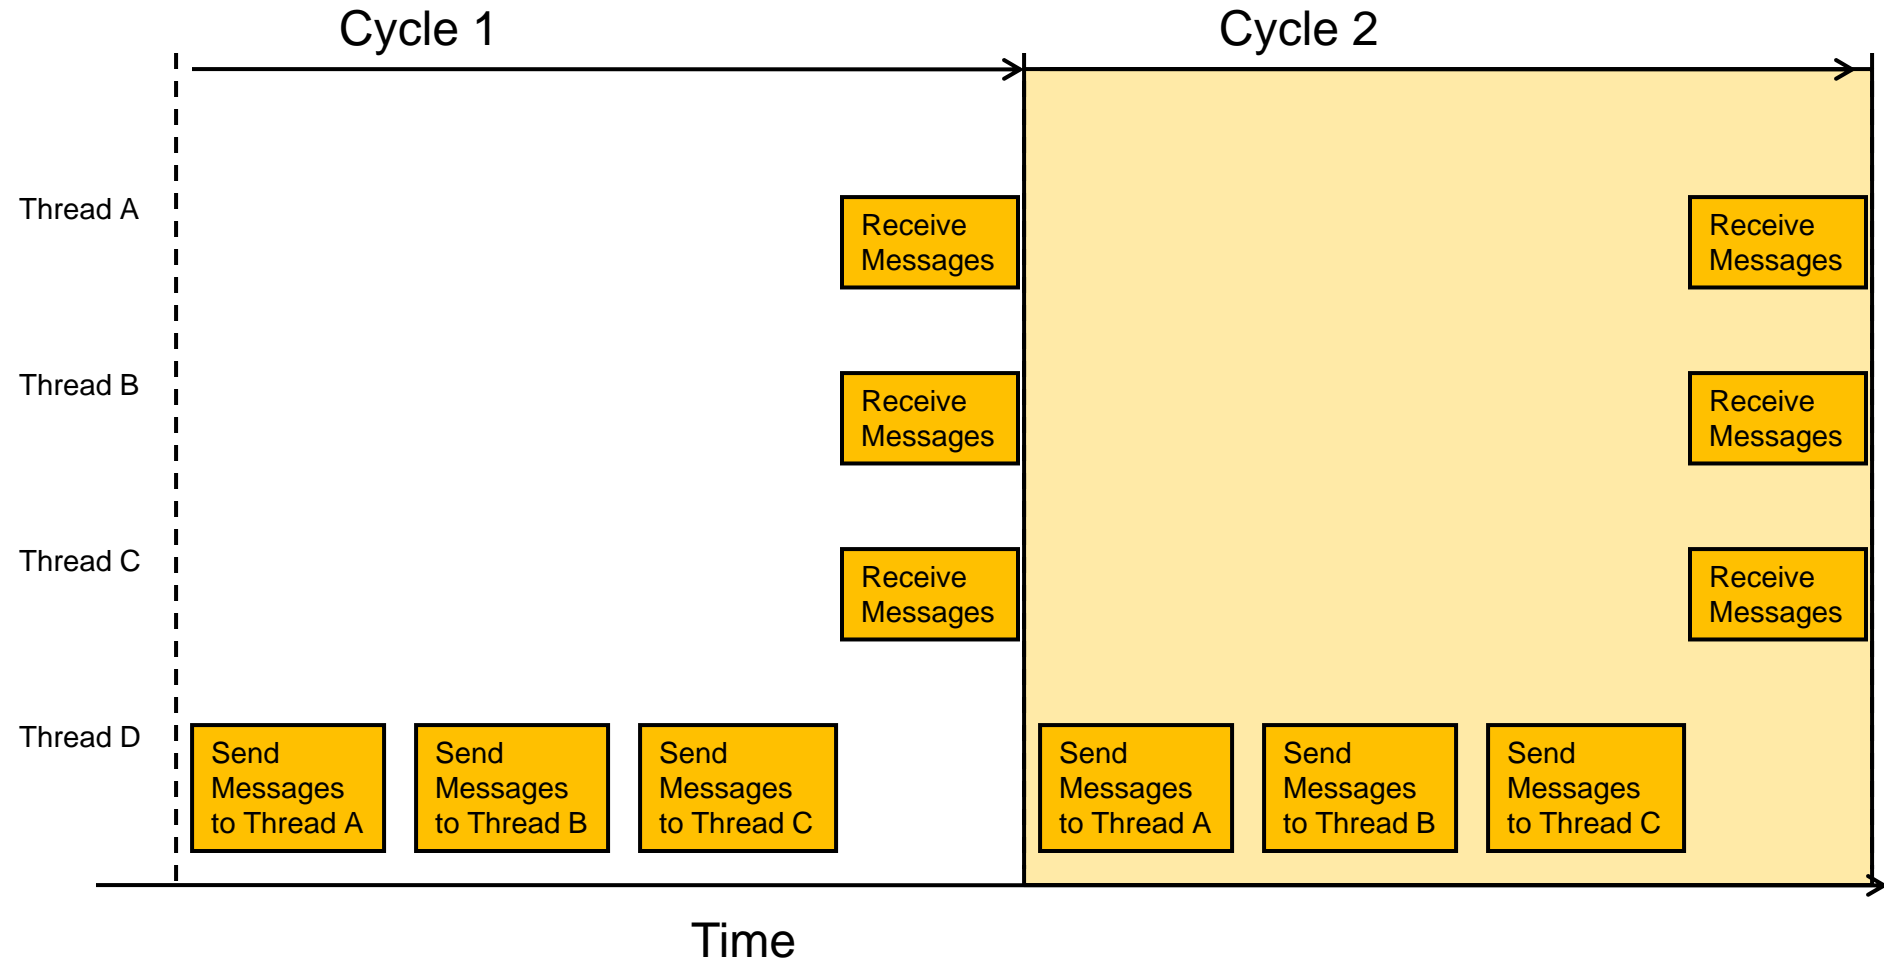 Cycle 1
Cycle 2
Thread A
Receive
Messages
Receive
Messages
Thread B
Receive
Messages
Receive
Messages
Thread C
Receive
Messages
Receive
Messages
Thread D
Send
Messages
to Thread A
Send
Messages
to Thread B
Send
Messages
to Thread C
Send
Messages
to Thread A
Send
Messages
to Thread B
Send
Messages
to Thread C
Time